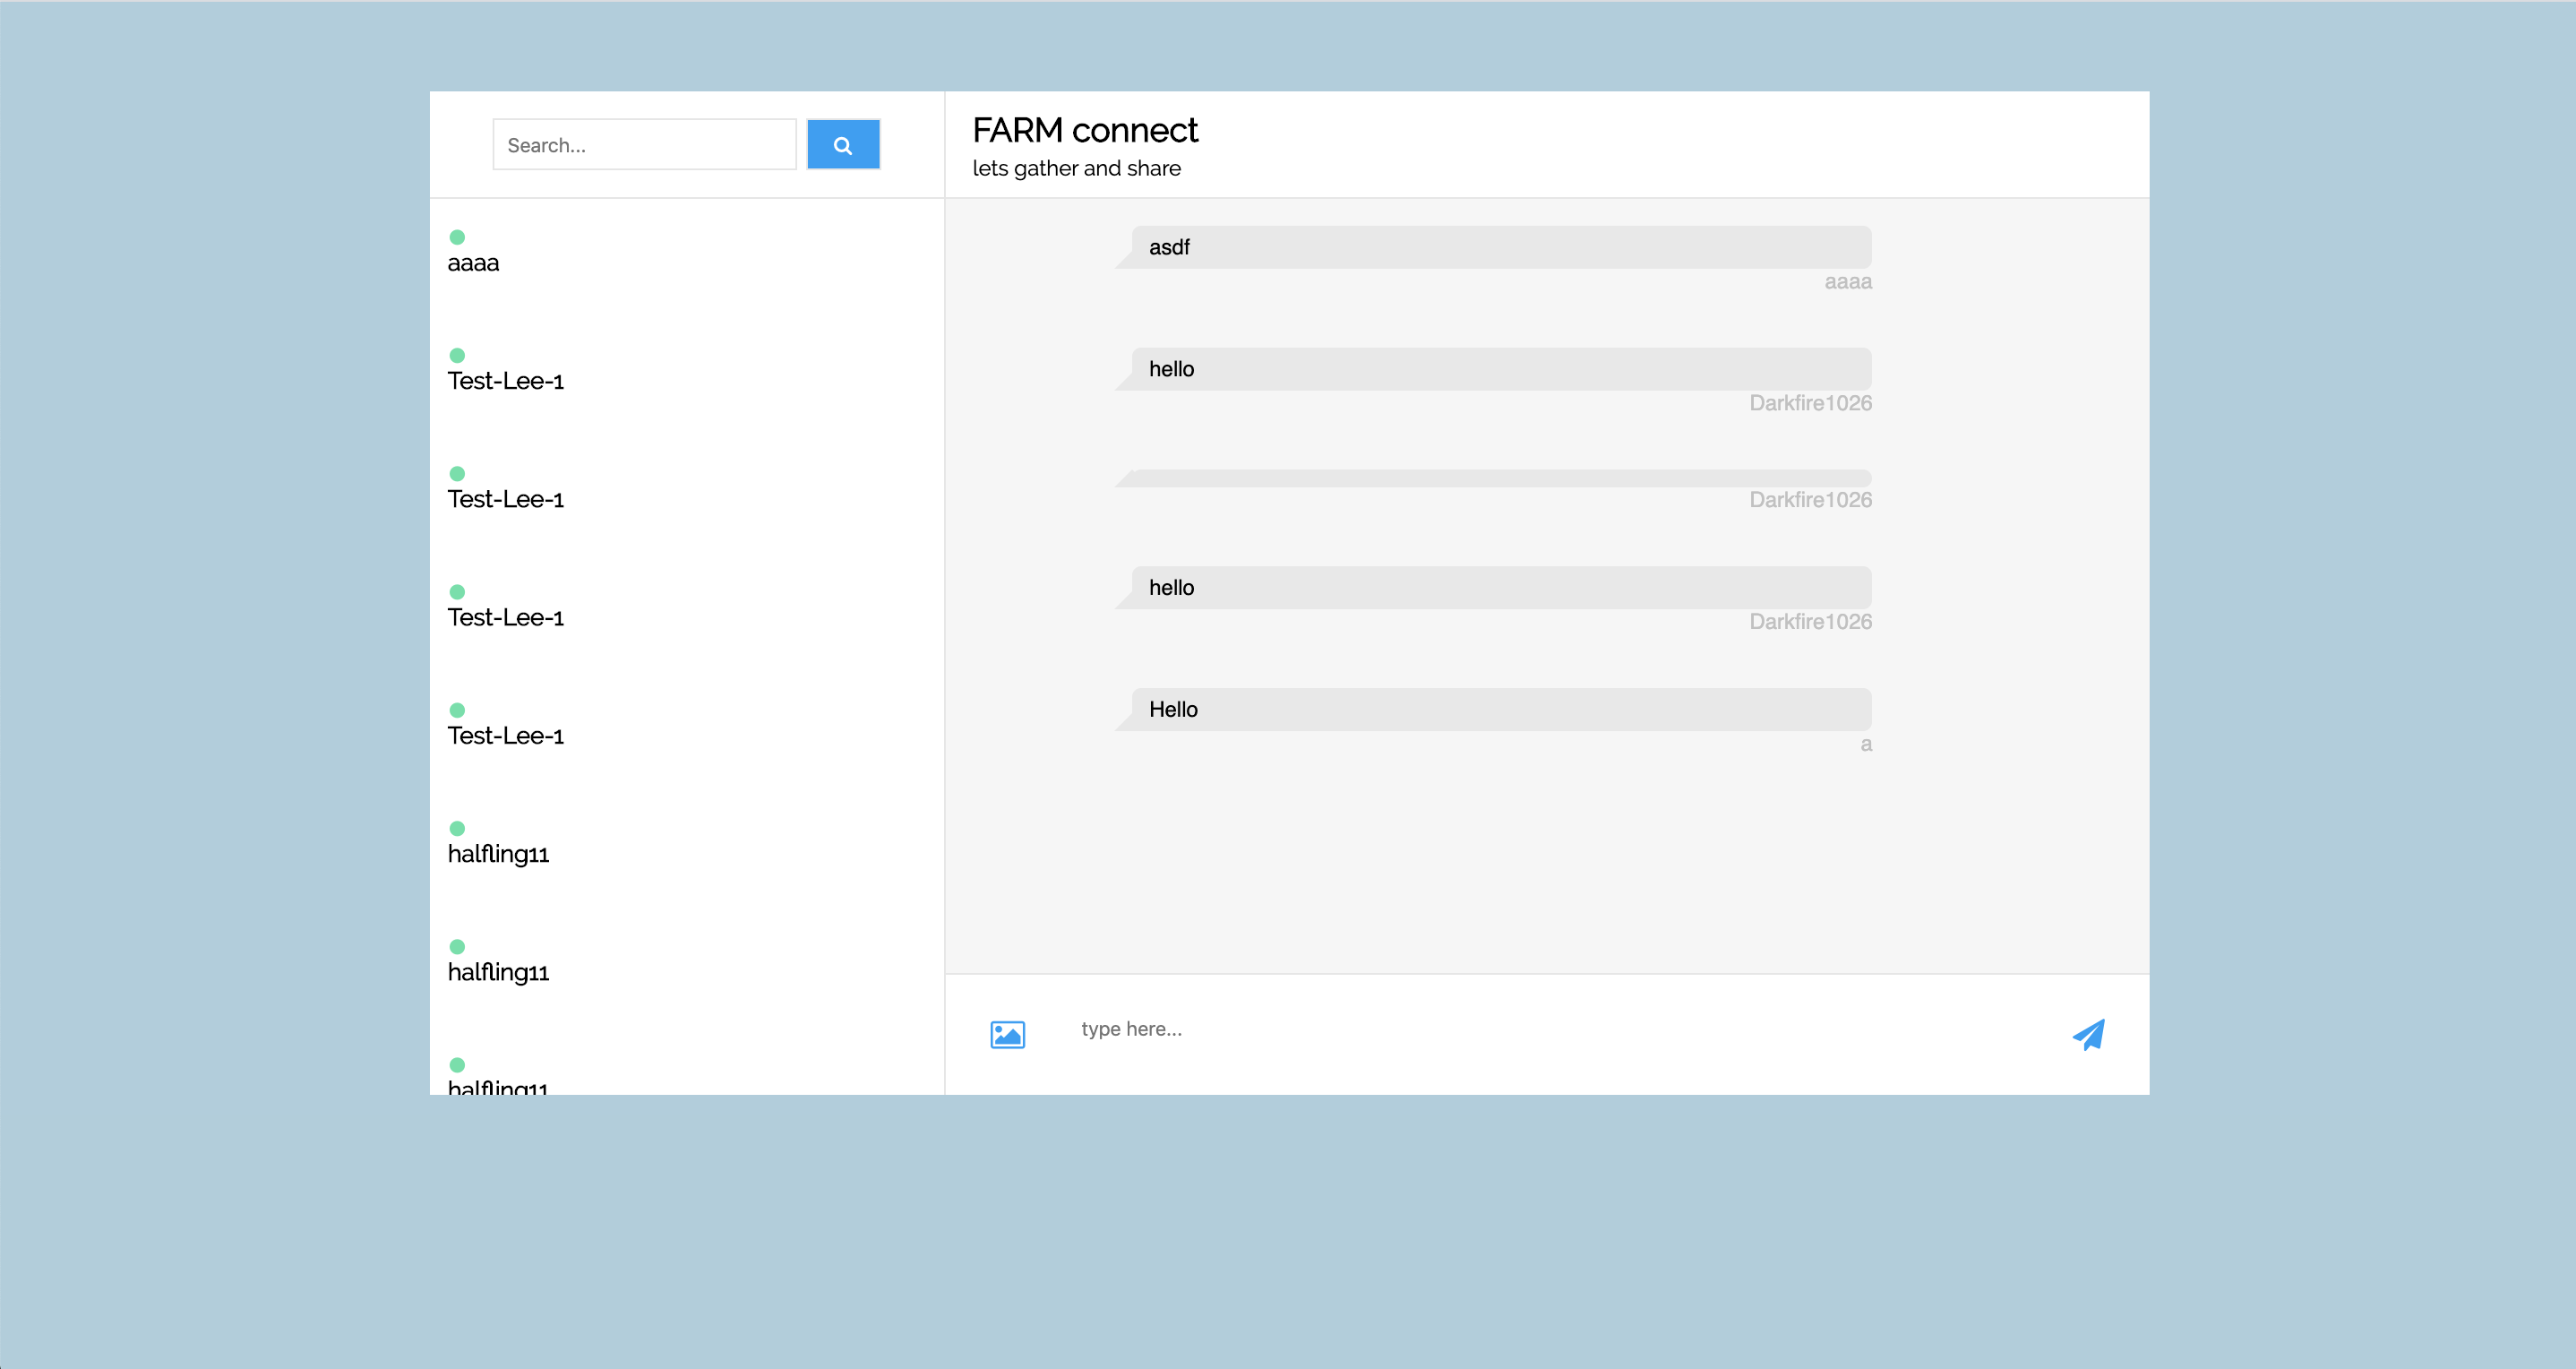 Search...
aaaa
Test-Lee-1
Test-Lee-1
Test-Lee-1
Test-Lee-1
halfling11
halfling11
halfling11
FARM connect
lets gather and share
asdf
aaaa
hello
Darkfire1026
Darkfire1026
hello
Darkfire1026
Hello
a
type here...